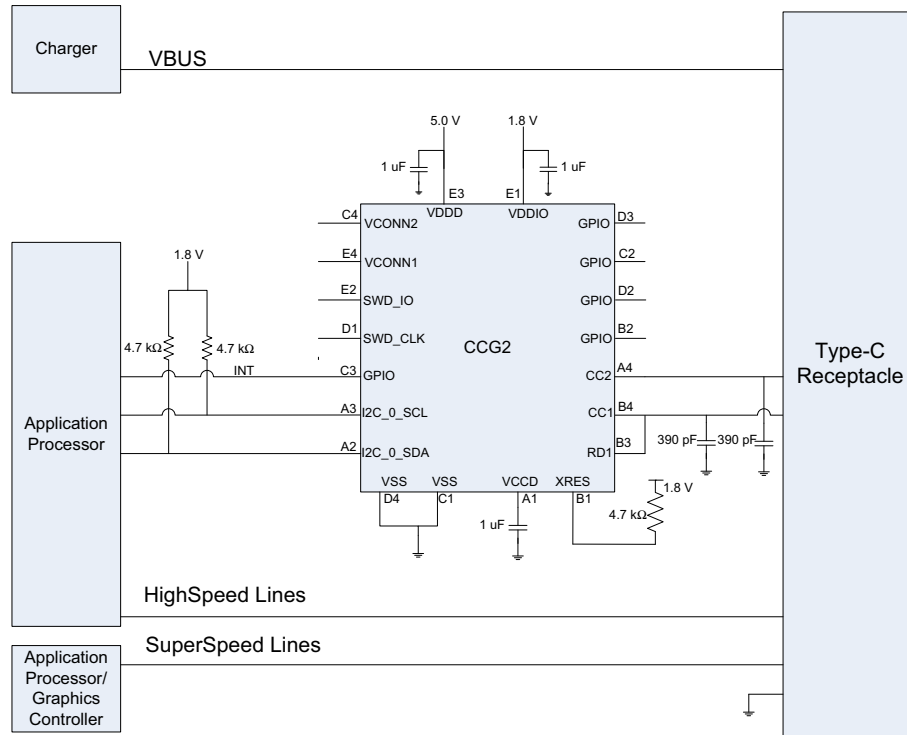 Charger
VBUS
5.0 V
1.8 V
1 uF
1 uF
E3
E1
VDDD
VDDIO
C4
VCONN2
GPIO
D3
E4
VCONN1
GPIO
C2
1.8 V
E2
SWD_IO
GPIO
D2
D1
SWD_CLK
GPIO
B2
4.7 kΩ
4.7 kΩ
CCG2
Type-C
Receptacle
INT
C3
GPIO
CC2
A4
Application
Processor
A3
I2C_0_SCL
CC1
B4
A2
I2C_0_SDA
RD1
B3
390 pF
390 pF
VSS
VSS
VCCD
XRES
D4
C1
A1
B1
1.8 V
1 uF
4.7 kΩ
HighSpeed Lines
SuperSpeed Lines
Application
Processor/
Graphics
Controller